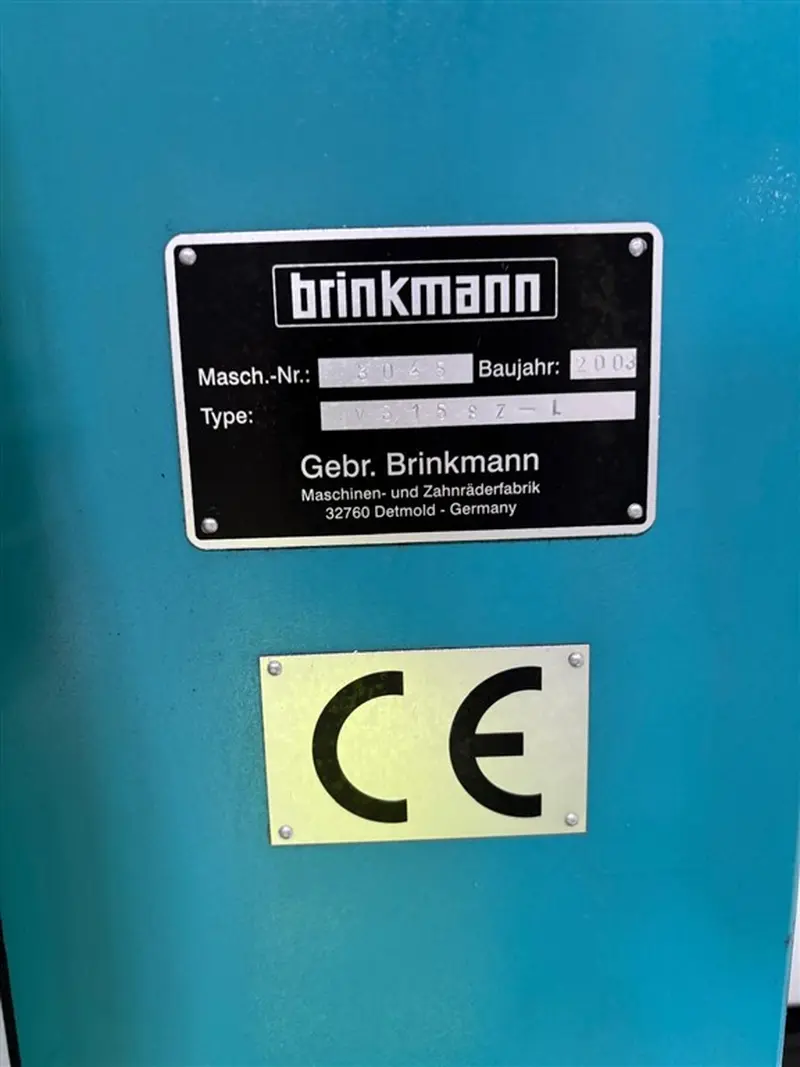 brinkmann
Masch.-Nr.: Baujahr: 2003
Type:
Gebr. Brinkmann
Maschinen- und Zahnräderfabrik
32760 Detmold - Germany
CE